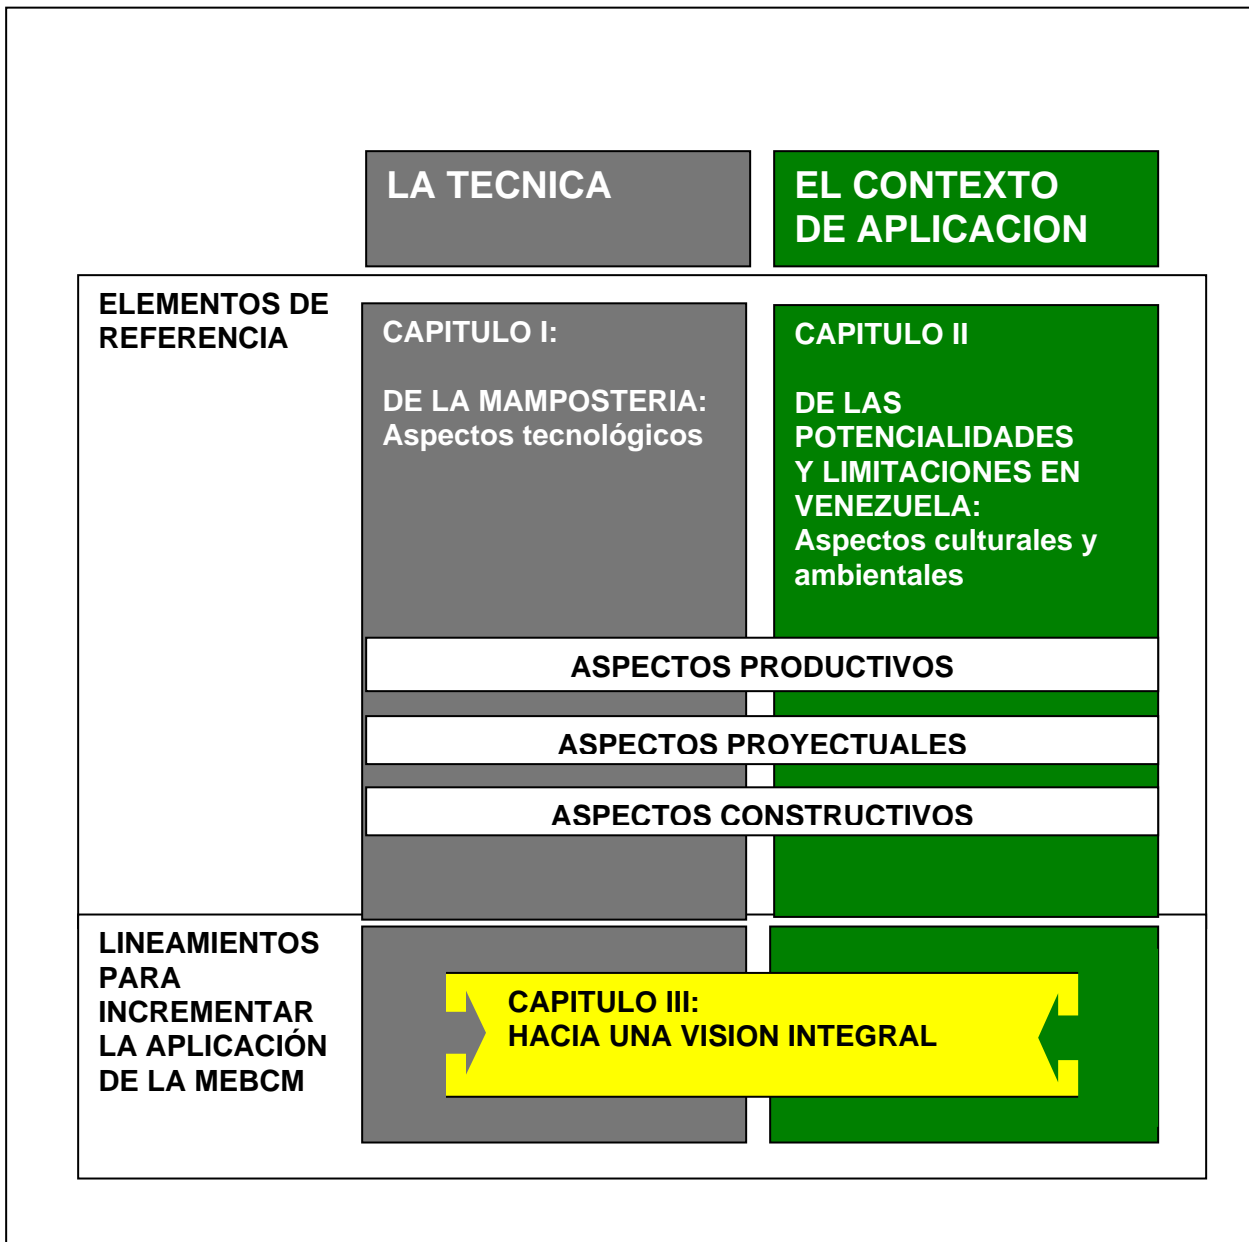 LA TECNICA
EL CONTEXTO
DE APLICACION
ELEMENTOS DE
REFERENCIA
CAPITULO I:
DE LA MAMPOSTERIA:
Aspectos tecnológicos
CAPITULO II
DE LAS
POTENCIALIDADES
Y LIMITACIONES EN
VENEZUELA:
Aspectos culturales y
ambientales
ASPECTOS PRODUCTIVOS
ASPECTOS PROYECTUALES
ASPECTOS CONSTRUCTIVOS
LINEAMIENTOS
PARA
INCREMENTAR
LA APLICACIÓN
DE LA MEBCM
CAPITULO III:
HACIA UNA VISION INTEGRAL